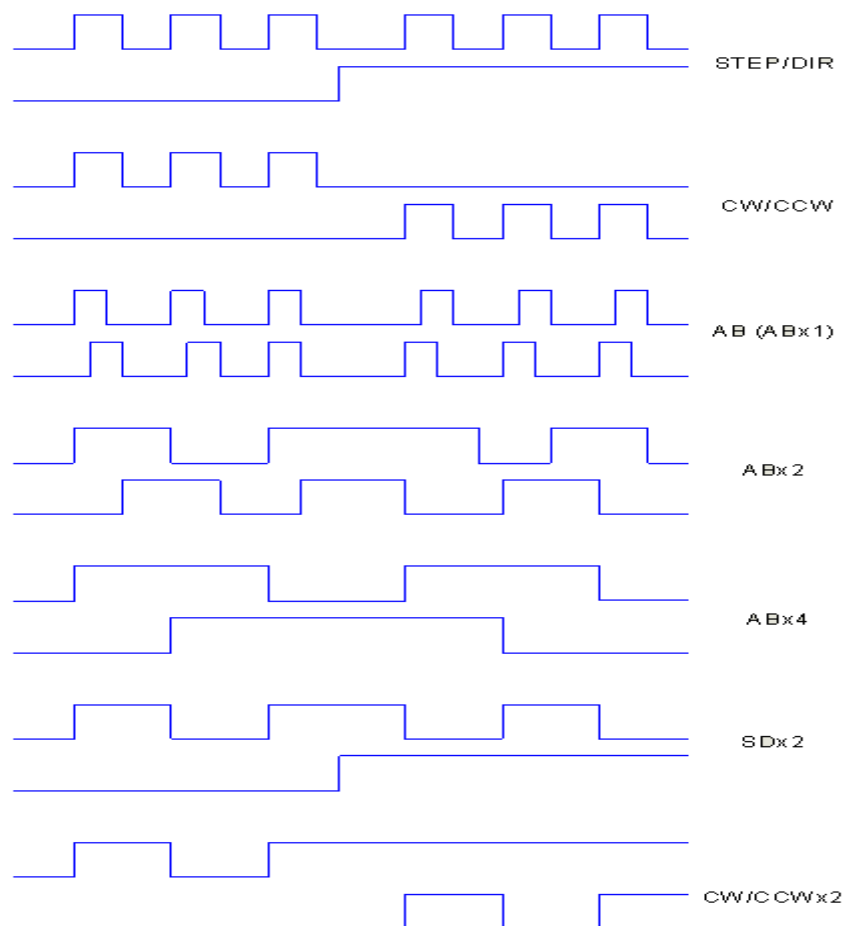 STEP/DIR
CW/CCW
AB (ABx1)
ABx2
ABx4
SDx2
CW/CCWx2